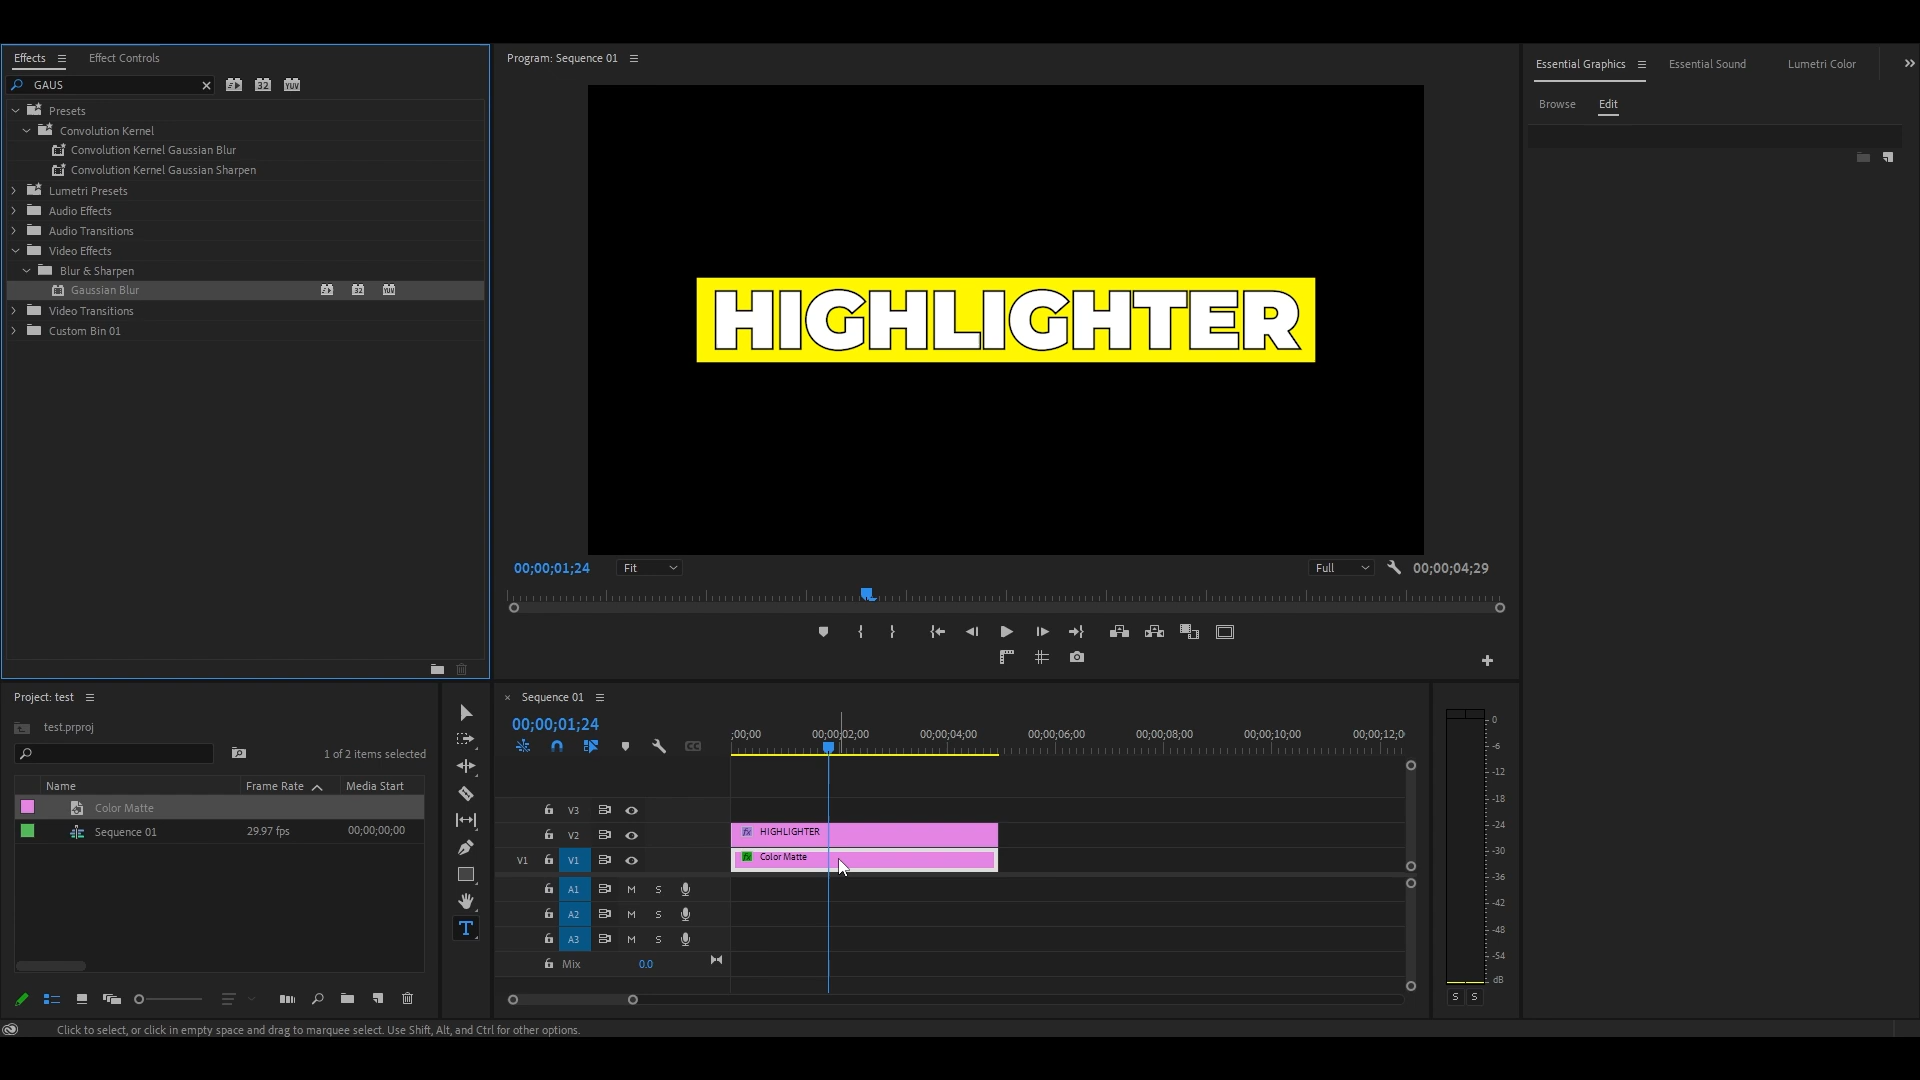 Effects
Effect Controls
GAUS
32
YUV
Presets
Convolution Kernel
Convolution Kernel Gaussian Blur
Convolution Kernel Gaussian Sharpen
Lumetri Presets
Audio Effects
Audio Transitions
Video Effects
Blur & Sharpen
Gaussian Blur
32
YUV
Video Transitions
Custom Bin 01
Program: Sequence 01
HIGHLIGHTER
00;00;01;24
Fit
Full
00;00;04;29
Essential Graphics
Essential Sound
Lumetri Color
Browse
Edit
Project: test
test.prproj
1 of 2 items selected
Name
Frame Rate
Media Start
Color Matte
Sequence 01
29.97 fps
00;00;00;00
T
× Sequence 01
00;00;01;24
CC
;00;00
00;00;02;00
00;00;04;00
00;00;06;00
00;00;08;00
00;00;10;00
00;00;12;0
V3
V2
fx HIGHLIGHTER
V1 V1
fx Color Matte
A1 M S
A2 M S
A3 M S
Mix 0.0
0
-6
-12
-18
-24
-30
-36
-42
-48
-54
dB
S S
Click to select, or click in empty space and drag to marquee select. Use Shift, Alt, and Ctrl for other options.